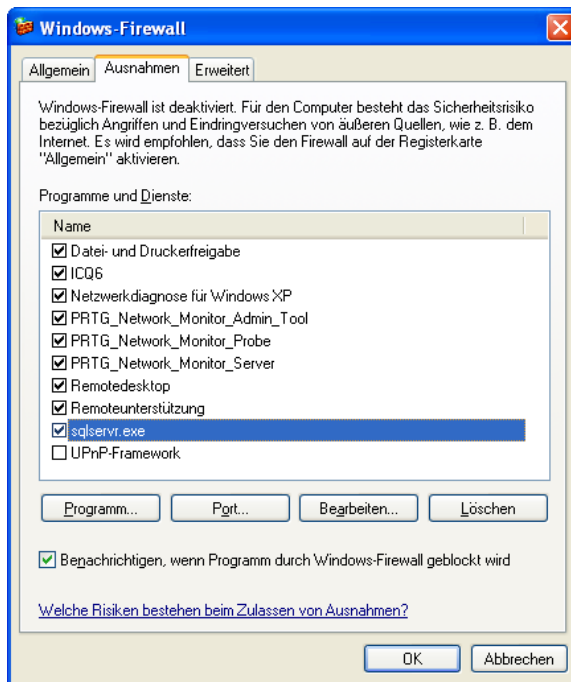 Windows-Firewall
Allgemein Ausnahmen Erweitert
Windows-Firewall ist deaktiviert. Für den Computer besteht das Sicherheitsrisiko
bezüglich Angriffen und Eindringversuchen von äußeren Quellen, wie z. B. dem
Internet. Es wird empfohlen, dass Sie den Firewall auf der Registerkarte
"Allgemein" aktivieren.
Programme und Dienste:
Name
Datei- und Druckerfreigabe
ICQ6
Netzwerkdiagnose für Windows XP
PRTG_Network_Monitor_Admin_Tool
PRTG_Network_Monitor_Probe
PRTG_Network_Monitor_Server
Remotedesktop
Remoteunterstützung
sqlservr.exe
UPnP-Framework
Programm... Port... Bearbeiten... Löschen
Benachrichtigen, wenn Programm durch Windows-Firewall geblockt wird
Welche Risiken bestehen beim Zulassen von Ausnahmen?
OK Abbrechen